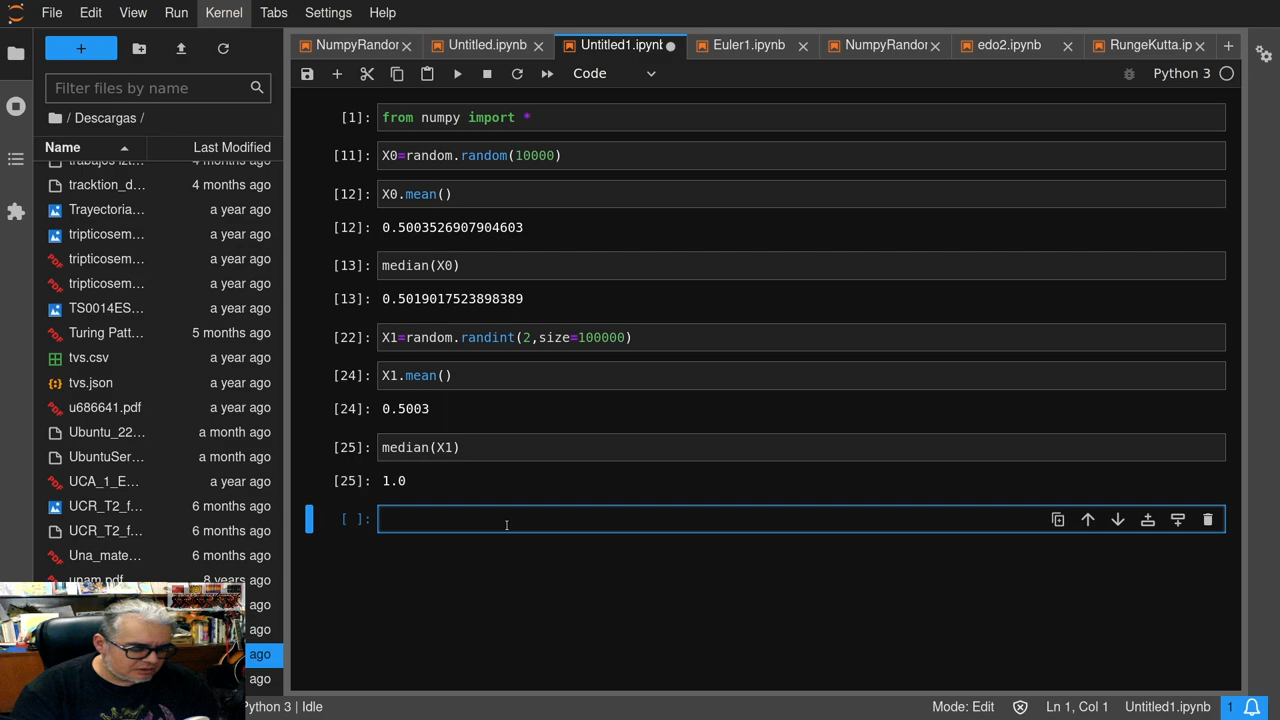 File Edit View Run Kernel Tabs Settings Help
NumpyRandor
Untitled.ipynb
Untitled1.ipynb
Euler1.ipynb
NumpyRandor
edo2.ipynb
RungeKutta.ip
Code
Python 3
Filter files by name
/ Descargas /
Name Last Modified
4 months ago
tracktion_d... 4 months ago
Trayectoria... a year ago
tripticosem... a year ago
tripticosem... a year ago
tripticosem... a year ago
TS0014ES... a year ago
Turing Patt... 5 months ago
tvs.csv a year ago
tvs.json a year ago
u686641.pdf a year ago
Ubuntu_22... a month ago
UbuntuSer... a month ago
UCA_1_E... a year ago
UCR_T2_f... 6 months ago
UCR_T2_f... 6 months ago
Una_mate... 6 months ago
unam.pdf 8 years ago
ago
ago
ago
ago
[1]: from numpy import *
[11]: X0=random.random(10000)
[12]: X0.mean()
[12]: 0.5003526907904603
[13]: median(X0)
[13]: 0.5019017523898389
[22]: X1=random.randint(2,size=100000)
[24]: X1.mean()
[24]: 0.5003
[25]: median(X1)
[25]: 1.0
[ ]:
Python 3 | Idle
Mode: Edit
Ln 1, Col 1
Untitled1.ipynb
1